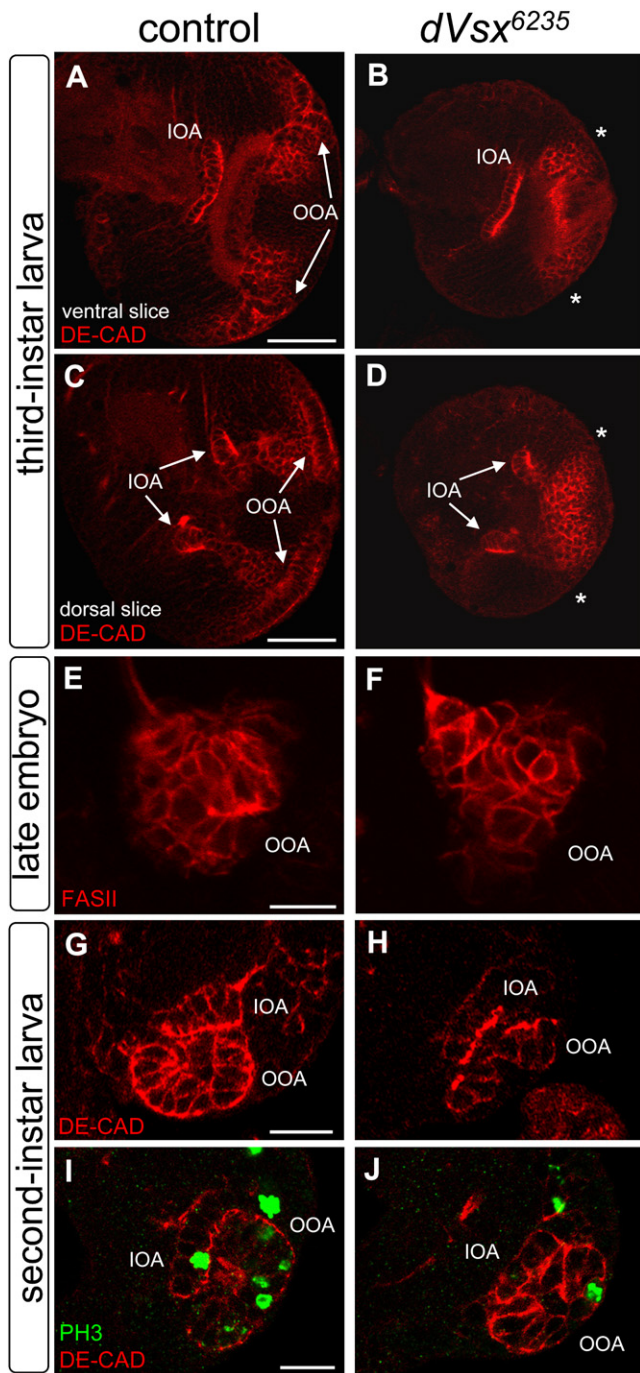 control dVsx⁶²³⁵
third-instar larva
A
IOA
OOA
ventral slice
DE-CAD
B
IOA
*
*
C
IOA
OOA
dorsal slice
DE-CAD
D
IOA
*
*
late embryo
E
OOA
FASII
F
OOA
second-instar larva
G
IOA
OOA
DE-CAD
H
IOA
OOA
I
OOA
IOA
PH3
DE-CAD
J
IOA
OOA